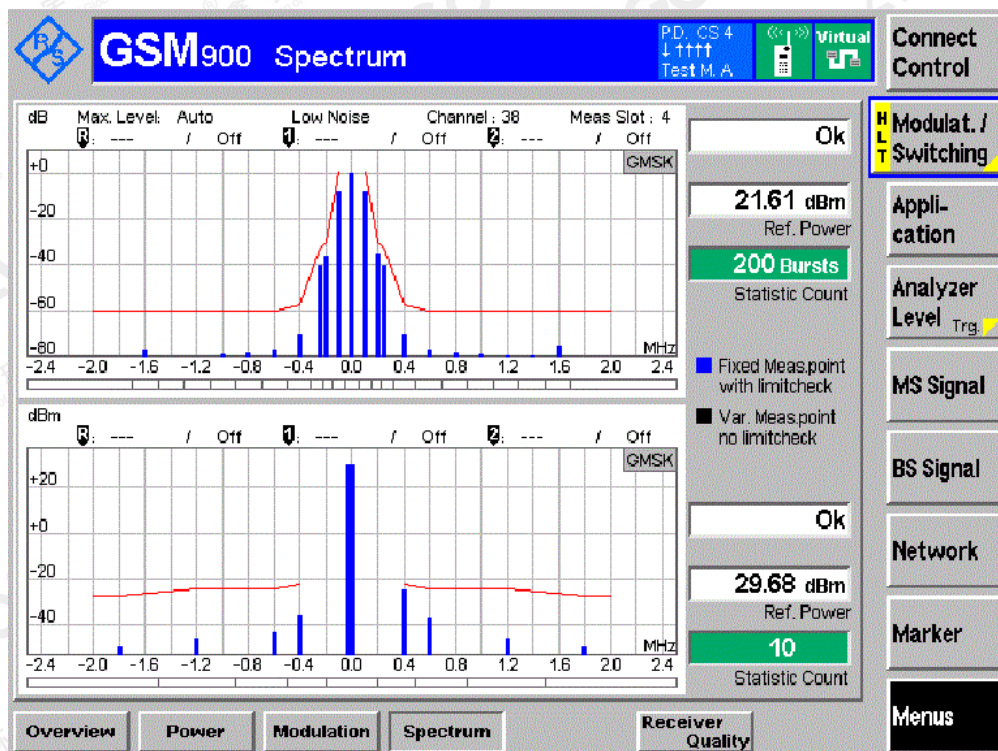 R/S
GSM900 Spectrum
P.D. CS 4
↓ ↑↑↑↑
Test M. A
Virtual
Connect
Control
dB Max. Level: Auto Low Noise Channel : 38 Meas Slot : 4
R: --- / Off 1: --- / Off 2: --- / Off
GMSK
+0
-20
-40
-60
-80
MHz
-2.4 -2.0 -1.6 -1.2 -0.8 -0.4 0.0 0.4 0.8 1.2 1.6 2.0 2.4
Ok
21.61 dBm
Ref. Power
200 Bursts
Statistic Count
Fixed Meas.point
with limitcheck
Var. Meas.point
no limitcheck
dBm
R: --- / Off 1: --- / Off 2: --- / Off
GMSK
+20
+0
-20
-40
MHz
-2.4 -2.0 -1.6 -1.2 -0.8 -0.4 0.0 0.4 0.8 1.2 1.6 2.0 2.4
Ok
29.68 dBm
Ref. Power
10
Statistic Count
HLT
Modulat. /
Switching
Appli-
cation
Analyzer
Level Trg.
MS Signal
BS Signal
Network
Marker
Menus
Overview Power Modulation Spectrum Receiver
Quality